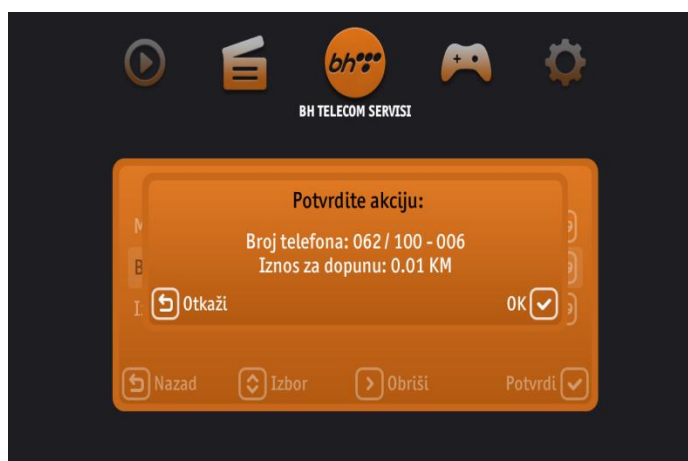 bh
BH TELECOM SERVISI
Potvrdite akciju:
Broj telefona: 062 / 100 - 006
Iznos za dopunu: 0.01 KM
Otkaži OK
Nazad Izbor Obriši Potvrdi